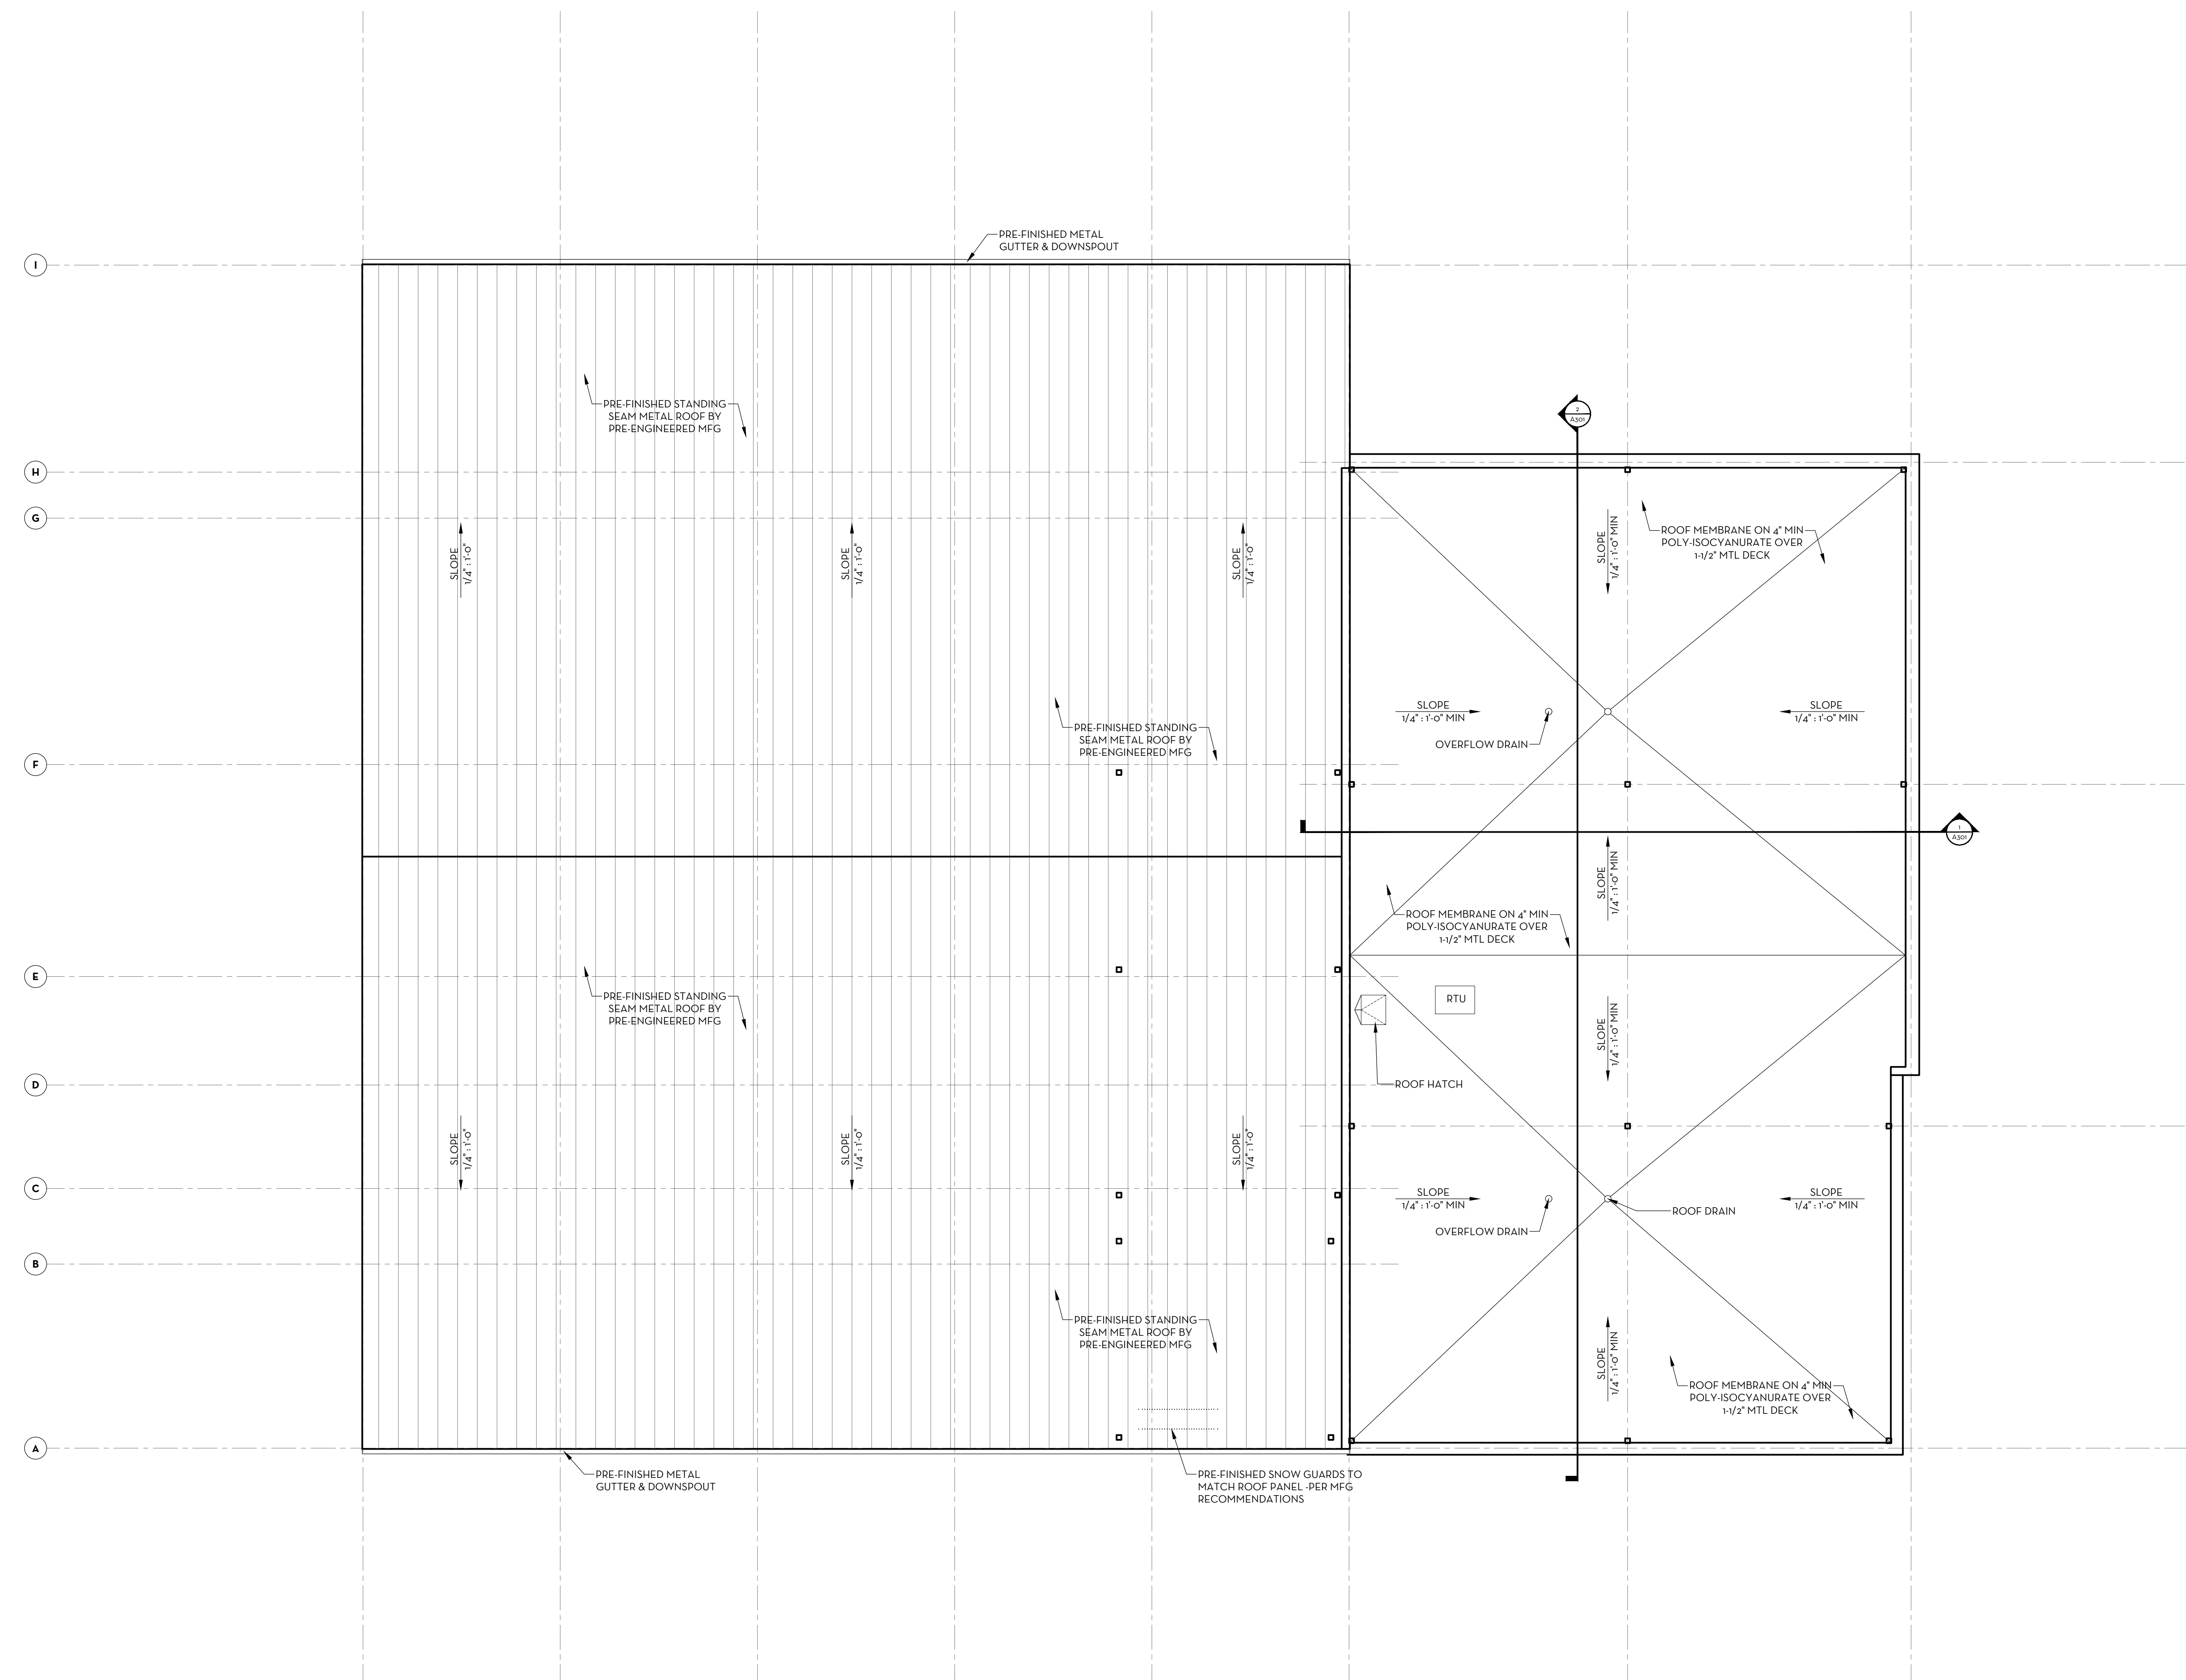 PRE-FINISHED METAL
GUTTER & DOWNSPOUT
I
PRE-FINISHED STANDING
SEAM METAL ROOF BY
PRE-ENGINEERED MFG
2
A301
H
G
SLOPE
1/4" : 1'-0"
SLOPE
1/4" : 1'-0"
SLOPE
1/4" : 1'-0"
SLOPE
1/4" : 1'-0" MIN
ROOF MEMBRANE ON 4" MIN
POLY-ISOCYANURATE OVER
1-1/2" MTL DECK
PRE-FINISHED STANDING
SEAM METAL ROOF BY
PRE-ENGINEERED MFG
SLOPE
1/4" : 1'-0" MIN
SLOPE
1/4" : 1'-0" MIN
OVERFLOW DRAIN
F
1
A301
SLOPE
1/4" : 1'-0" MIN
ROOF MEMBRANE ON 4" MIN
POLY-ISOCYANURATE OVER
1-1/2" MTL DECK
E
PRE-FINISHED STANDING
SEAM METAL ROOF BY
PRE-ENGINEERED MFG
RTU
SLOPE
1/4" : 1'-0" MIN
D
ROOF HATCH
SLOPE
1/4" : 1'-0"
SLOPE
1/4" : 1'-0"
SLOPE
1/4" : 1'-0"
C
SLOPE
1/4" : 1'-0" MIN
SLOPE
1/4" : 1'-0" MIN
ROOF DRAIN
OVERFLOW DRAIN
B
PRE-FINISHED STANDING
SEAM METAL ROOF BY
PRE-ENGINEERED MFG
SLOPE
1/4" : 1'-0" MIN
ROOF MEMBRANE ON 4" MIN
POLY-ISOCYANURATE OVER
1-1/2" MTL DECK
A
PRE-FINISHED METAL
GUTTER & DOWNSPOUT
PRE-FINISHED SNOW GUARDS TO
MATCH ROOF PANEL -PER MFG
RECOMMENDATIONS